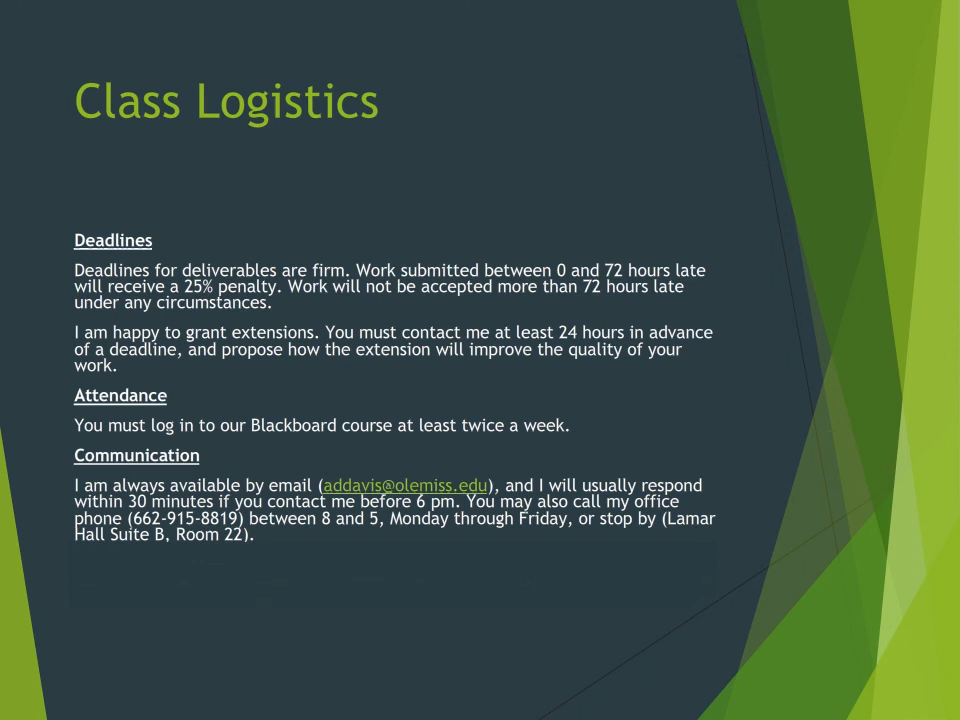 Class Logistics
Deadlines
Deadlines for deliverables are firm. Work submitted between 0 and 72 hours late
will receive a 25% penalty. Work will not be accepted more than 72 hours late
under any circumstances.
I am happy to grant extensions. You must contact me at least 24 hours in advance
of a deadline, and propose how the extension will improve the quality of your
work.
Attendance
You must log in to our Blackboard course at least twice a week.
Communication
I am always available by email (addavis@olemiss.edu), and I will usually respond
within 30 minutes if you contact me before 6 pm. You may also call my office
phone (662-915-8819) between 8 and 5, Monday through Friday, or stop by (Lamar
Hall Suite B, Room 22).